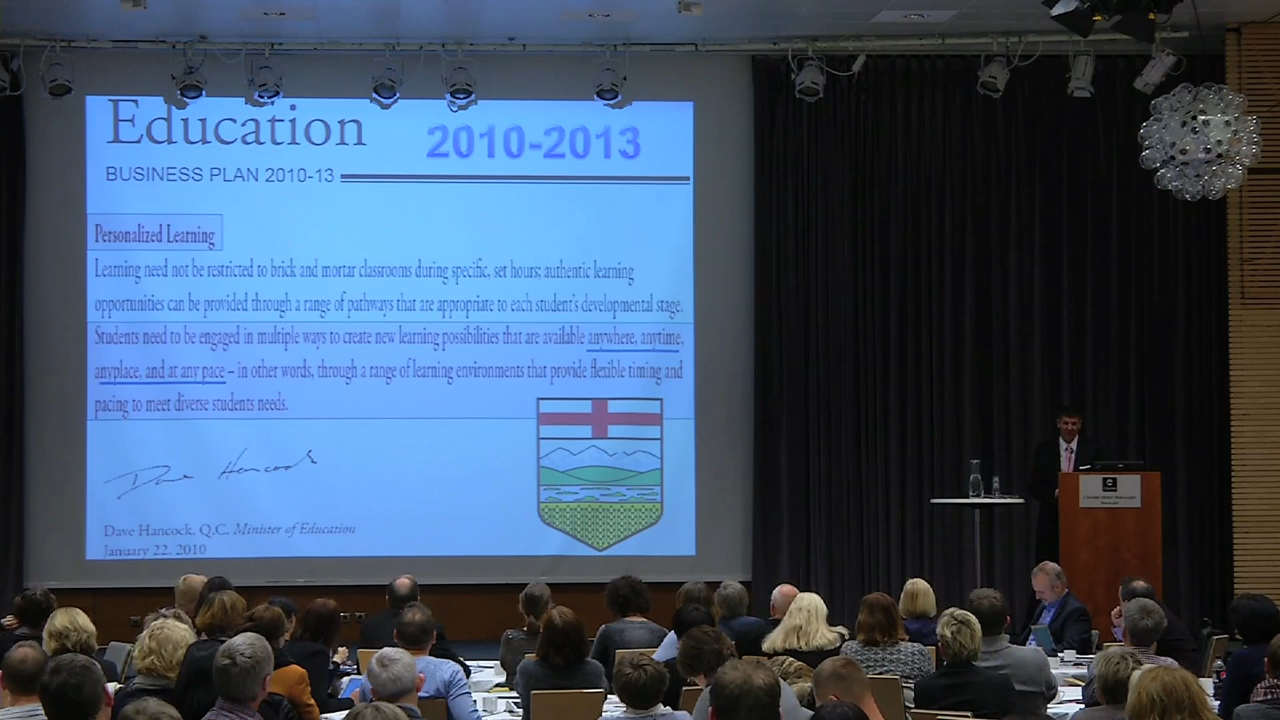 Education
2010-2013
BUSINESS PLAN 2010-13
Personalized Learning
Learning need not be restricted to brick and mortar classrooms during specific, set hours; authentic learning
opportunities can be provided through a range of pathways that are appropriate to each student's developmental stage.
Students need to be engaged in multiple ways to create new learning possibilities that are available anywhere, anytime,
anyplace, and at any pace – in other words, through a range of learning environments that provide flexible timing and
pacing to meet diverse students needs.
Dave Hancock
Dave Hancock, Q.C. Minister of Education
January 22, 2010